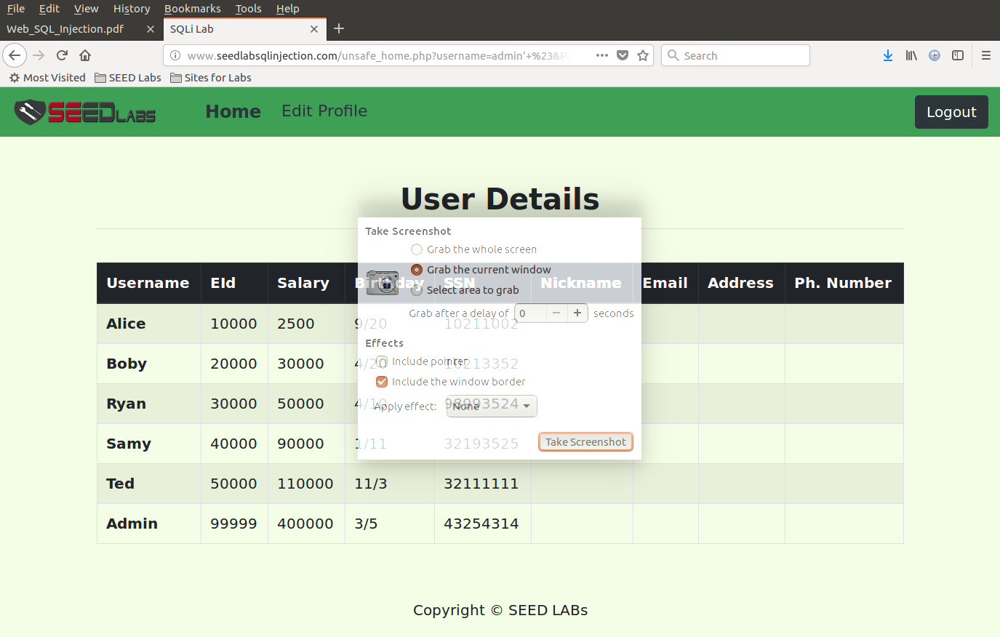 File Edit View History Bookmarks Tools Help
Web_SQL_Injection.pdf SQLi Lab
www.seedlabsqlinjection.com/unsafe_home.php?username=admin'+%23&P
Search
Most Visited SEED Labs Sites for Labs
SEEDLABS Home Edit Profile Logout
User Details
Take Screenshot
Grab the whole screen
Grab the current window
Select area to grab
Grab after a delay of 0 seconds
Effects
Include pointer
Include the window border
Apply effect: None
Take Screenshot
Username EId Salary Birthday SSN Nickname Email Address Ph. Number
Alice 10000 2500 9/20 10211002
Boby 20000 30000 4/20 10213352
Ryan 30000 50000 4/10 98993524
Samy 40000 90000 1/11 32193525
Ted 50000 110000 11/3 32111111
Admin 99999 400000 3/5 43254314
Copyright © SEED LABs